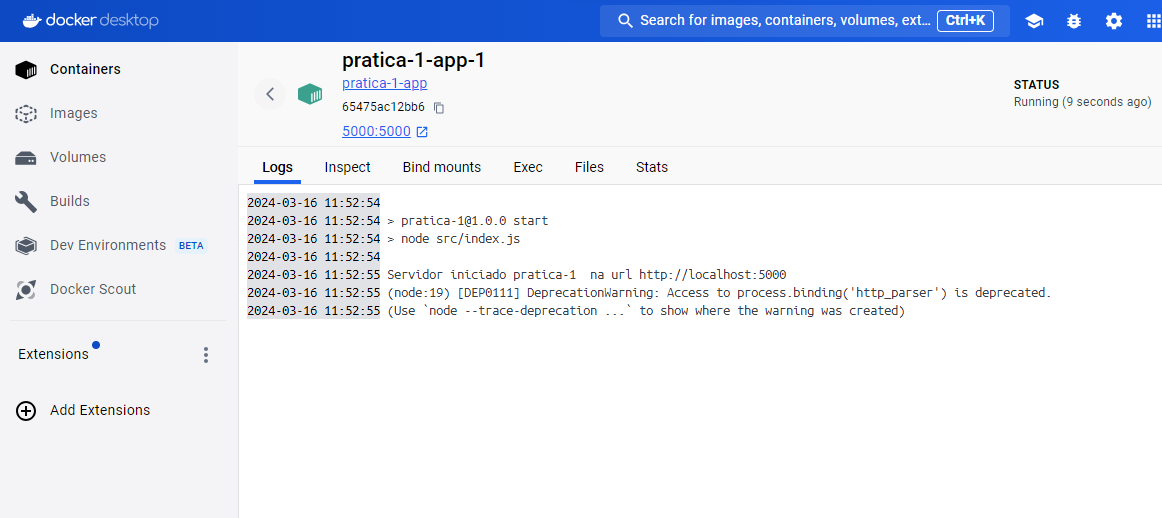 docker desktop
Search for images, containers, volumes, ext... Ctrl+K
Containers
Images
Volumes
Builds
Dev Environments BETA
Docker Scout
Extensions
Add Extensions
pratica-1-app-1
pratica-1-app
65475ac12bb6
5000:5000
STATUS
Running (9 seconds ago)
Logs Inspect Bind mounts Exec Files Stats
2024-03-16 11:52:54
2024-03-16 11:52:54 > pratica-1@1.0.0 start
2024-03-16 11:52:54 > node src/index.js
2024-03-16 11:52:54
2024-03-16 11:52:55 Servidor iniciado pratica-1  na url http://localhost:5000
2024-03-16 11:52:55 (node:19) [DEP0111] DeprecationWarning: Access to process.binding('http_parser') is deprecated.
2024-03-16 11:52:55 (Use `node --trace-deprecation ...` to show where the warning was created)